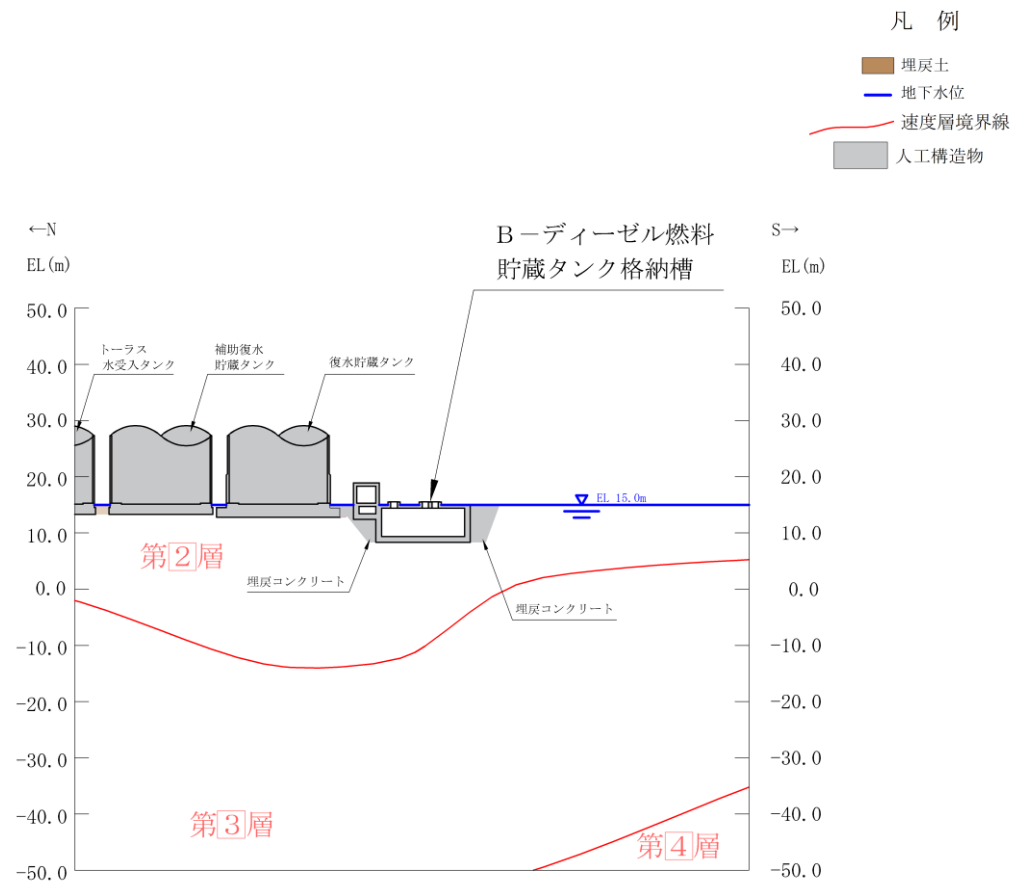 凡 例
埋戻土
地下水位
速度層境界線
人工構造物
←N
S→
EL(m)
EL(m)
B－ディーゼル燃料
貯蔵タンク格納槽
トーラス
水受入タンク
補助復水
貯蔵タンク
復水貯蔵タンク
50.0
40.0
30.0
20.0
10.0
0.0
-10.0
-20.0
-30.0
-40.0
-50.0
50.0
40.0
30.0
20.0
10.0
0.0
-10.0
-20.0
-30.0
-40.0
-50.0
EL 15.0m
第2層
埋戻コンクリート
埋戻コンクリート
第3層
第4層